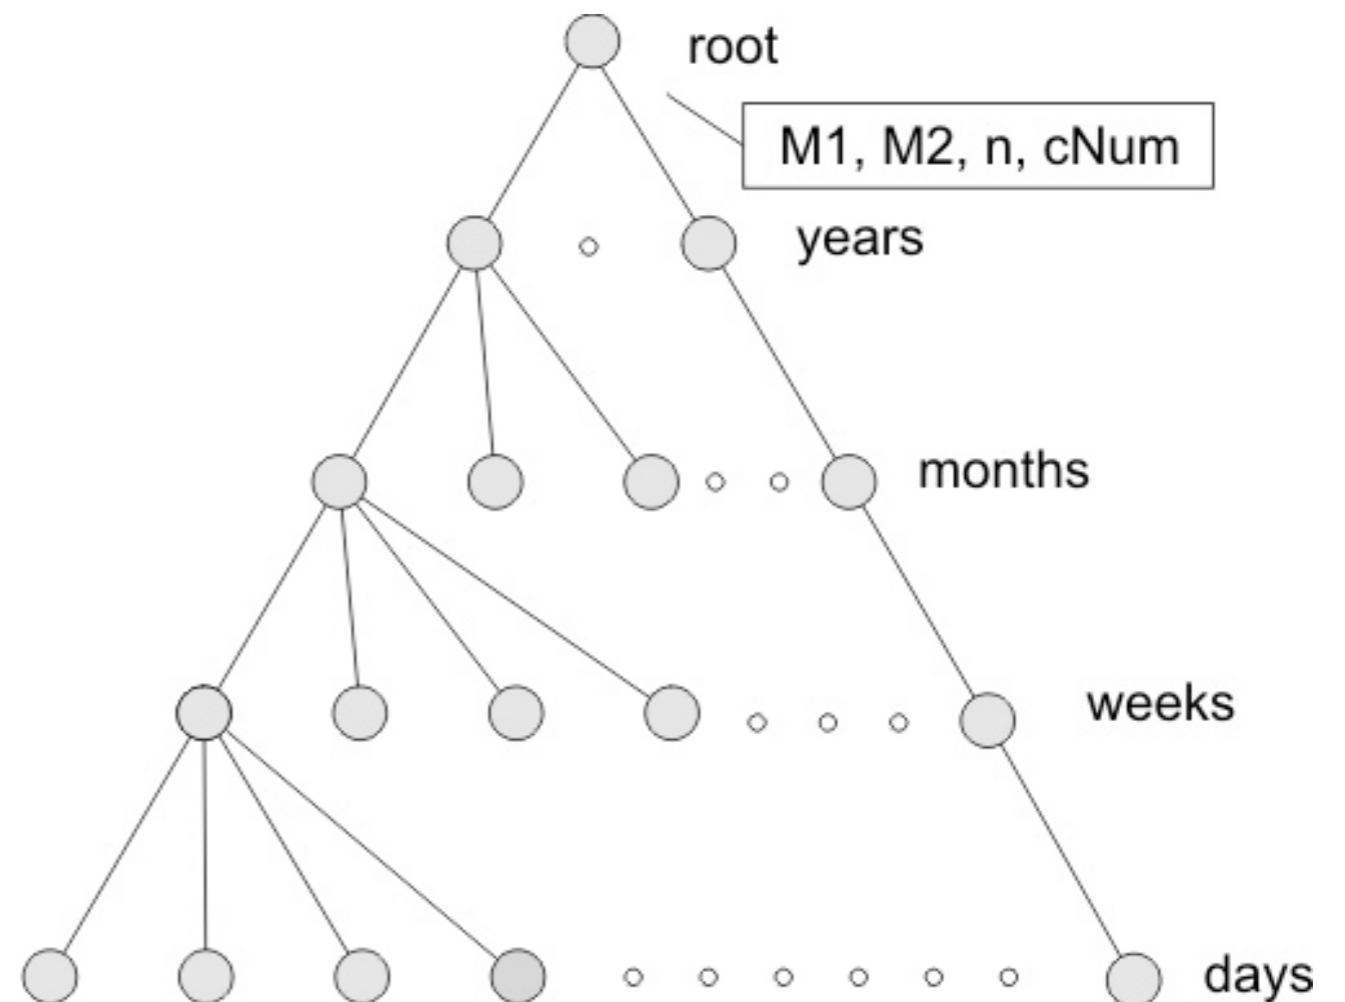 root
M1, M2, n, cNum
years
months
weeks
days